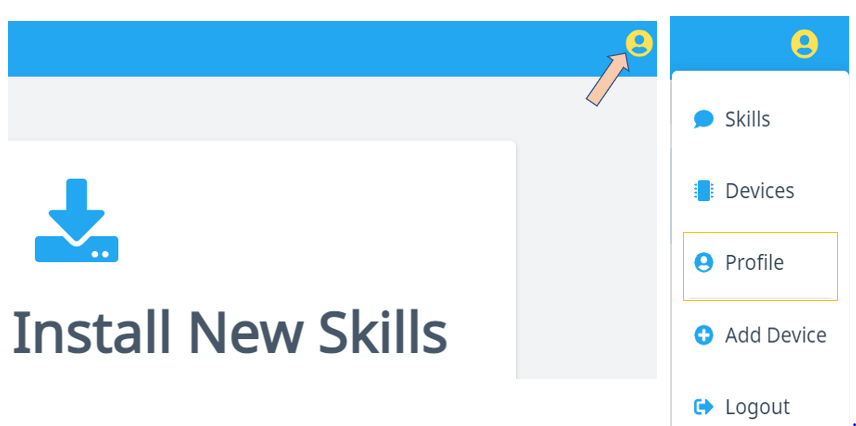 Install New Skills
Skills
Devices
Profile
Add Device
Logout